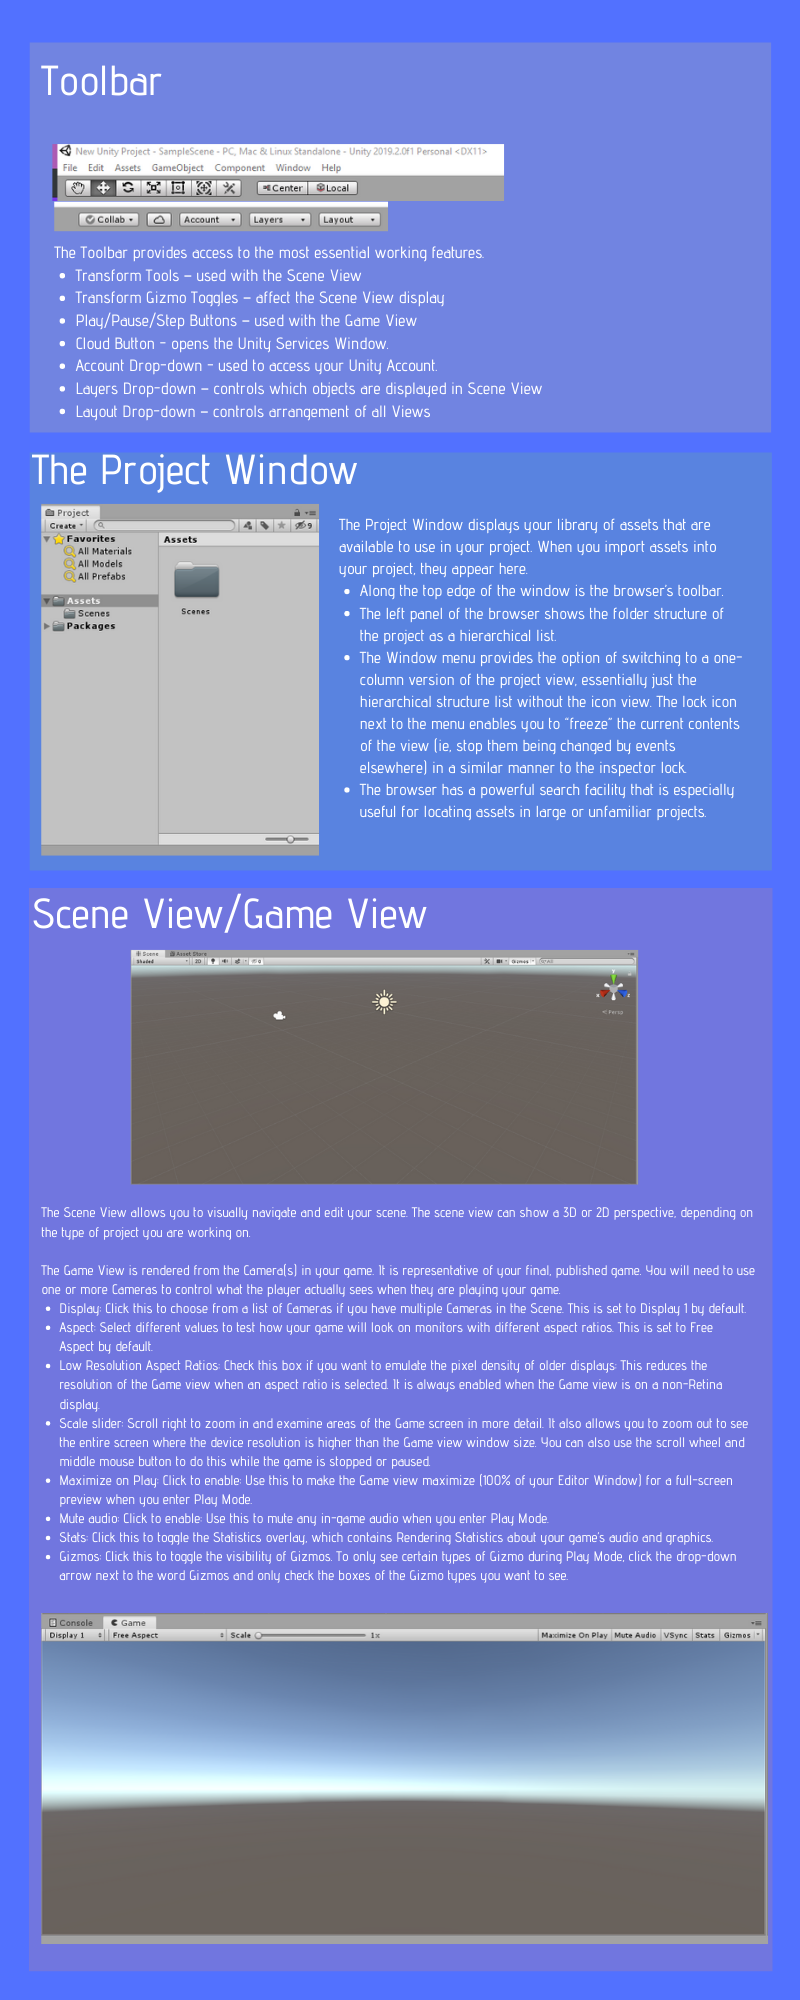 Toolbar
New Unity Project - SampleScene - PC, Mac & Linux Standalone - Unity 2019.2.0f1 Personal <DX11>
File Edit Assets GameObject Component Window Help
Center Local
Collab Account Layers Layout
The Toolbar provides access to the most essential working features.
• Transform Tools – used with the Scene View
• Transform Gizmo Toggles – affect the Scene View display
• Play/Pause/Step Buttons – used with the Game View
• Cloud Button - opens the Unity Services Window.
• Account Drop-down - used to access your Unity Account.
• Layers Drop-down – controls which objects are displayed in Scene View
• Layout Drop-down – controls arrangement of all Views
The Project Window
Project
Create 9
Favorites
All Materials
All Models
All Prefabs
Assets
Scenes
Packages
Assets
Scenes
The Project Window displays your library of assets that are
available to use in your project. When you import assets into
your project, they appear here.
• Along the top edge of the window is the browser's toolbar.
• The left panel of the browser shows the folder structure of
the project as a hierarchical list.
• The Window menu provides the option of switching to a one-
column version of the project view, essentially just the
hierarchical structure list without the icon view. The lock icon
next to the menu enables you to "freeze" the current contents
of the view (ie, stop them being changed by events
elsewhere) in a similar manner to the inspector lock.
• The browser has a powerful search facility that is especially
useful for locating assets in large or unfamiliar projects.
Scene View/Game View
Scene Asset Store
Shaded 2D 0 Gizmos
y
x z
Persp
The Scene View allows you to visually navigate and edit your scene. The scene view can show a 3D or 2D perspective, depending on
the type of project you are working on.
The Game View is rendered from the Camera(s) in your game. It is representative of your final, published game. You will need to use
one or more Cameras to control what the player actually sees when they are playing your game.
• Display: Click this to choose from a list of Cameras if you have multiple Cameras in the Scene. This is set to Display 1 by default.
• Aspect: Select different values to test how your game will look on monitors with different aspect ratios. This is set to Free
Aspect by default.
• Low Resolution Aspect Ratios: Check this box if you want to emulate the pixel density of older displays: This reduces the
resolution of the Game view when an aspect ratio is selected. It is always enabled when the Game view is on a non-Retina
display.
• Scale slider: Scroll right to zoom in and examine areas of the Game screen in more detail. It also allows you to zoom out to see
the entire screen where the device resolution is higher than the Game view window size. You can also use the scroll wheel and
middle mouse button to do this while the game is stopped or paused.
• Maximize on Play: Click to enable: Use this to make the Game view maximize (100% of your Editor Window) for a full-screen
preview when you enter Play Mode.
• Mute audio: Click to enable: Use this to mute any in-game audio when you enter Play Mode.
• Stats: Click this to toggle the Statistics overlay, which contains Rendering Statistics about your game's audio and graphics.
• Gizmos: Click this to toggle the visibility of Gizmos. To only see certain types of Gizmo during Play Mode, click the drop-down
arrow next to the word Gizmos and only check the boxes of the Gizmo types you want to see.
Console Game
Display 1 Free Aspect Scale 1x Maximize On Play Mute Audio VSync Stats Gizmos